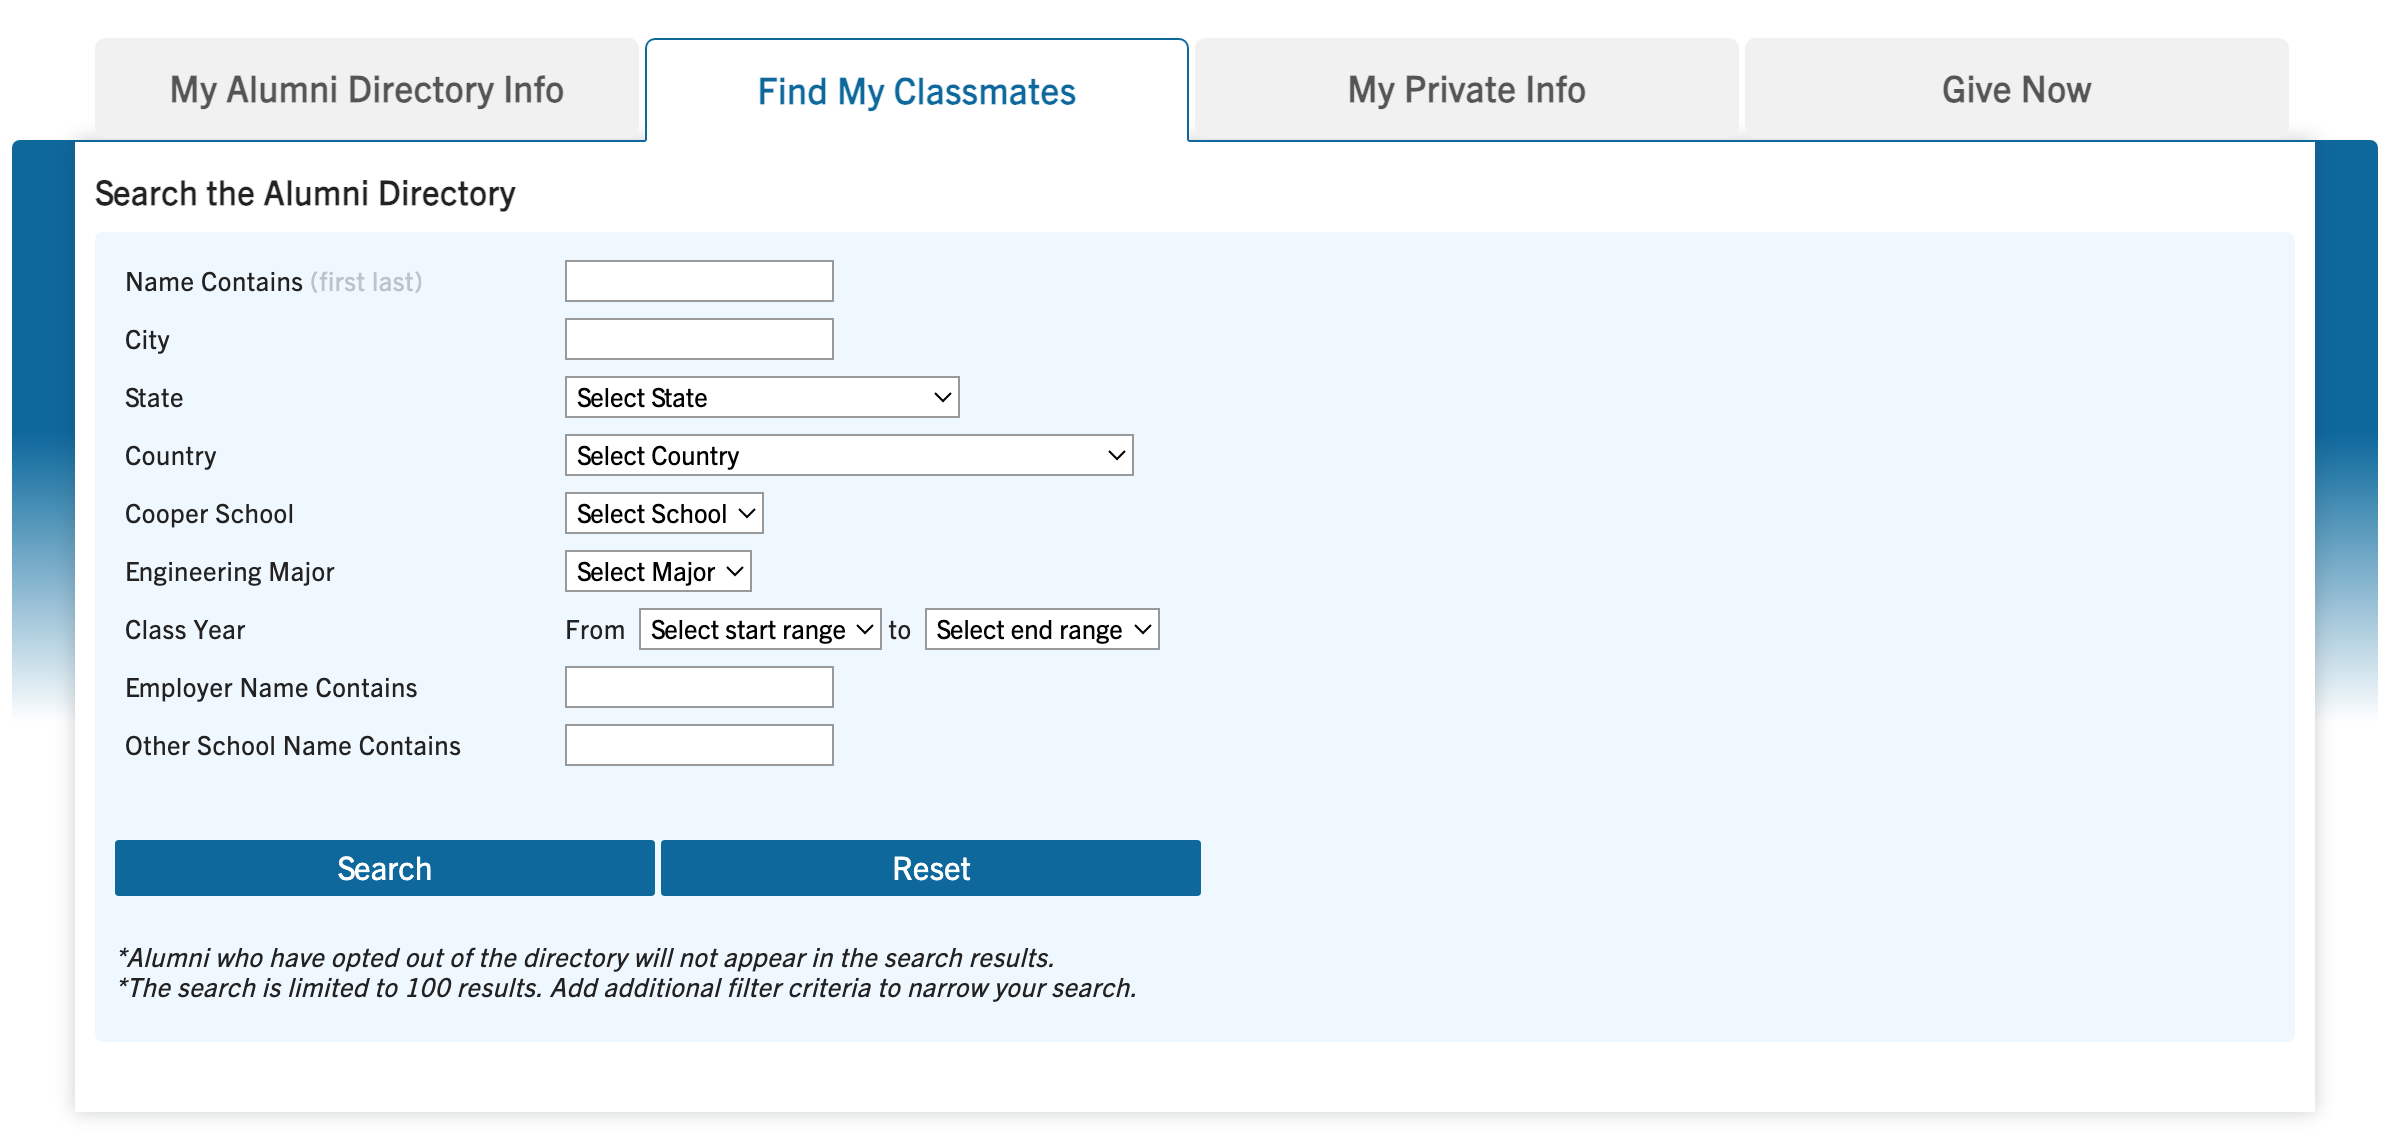 My Alumni Directory Info
Find My Classmates
My Private Info
Give Now
Search the Alumni Directory
Name Contains (first last)
City
State Select State
Country Select Country
Cooper School Select School
Engineering Major Select Major
Class Year From Select start range to Select end range
Employer Name Contains
Other School Name Contains
Search Reset
*Alumni who have opted out of the directory will not appear in the search results.
*The search is limited to 100 results. Add additional filter criteria to narrow your search.